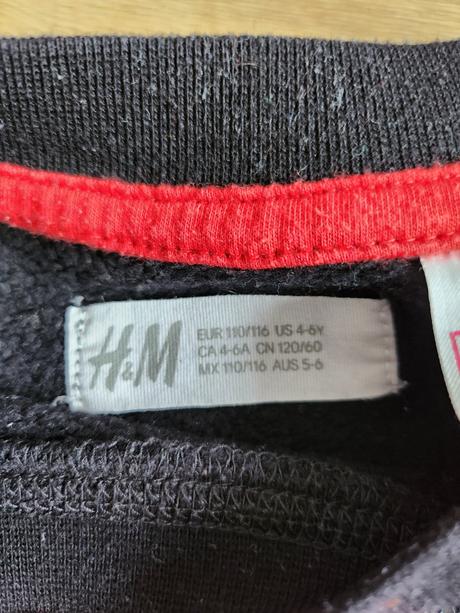 H&M
EUR 110/116 US 4-6Y
CA 4-6A CN 120/60
MX 110/116 AUS 5-6